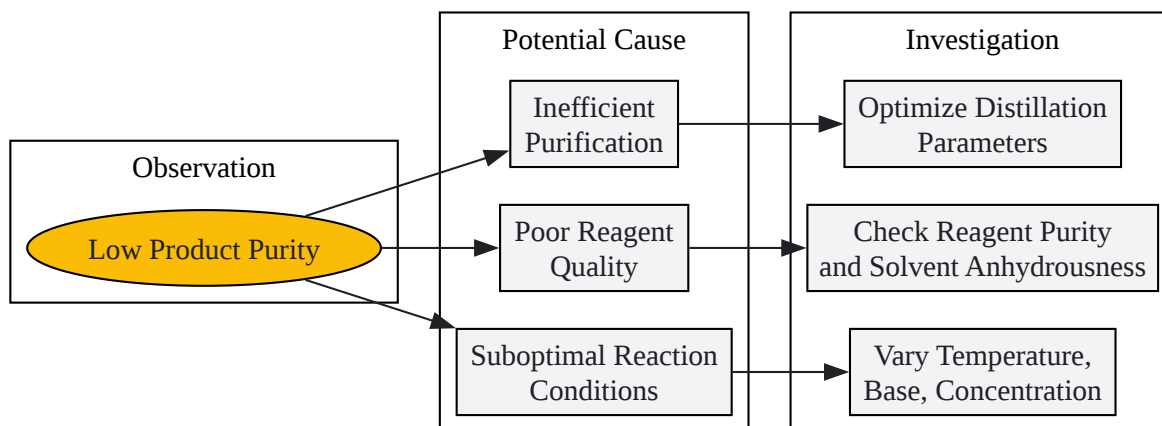 Observation
Low Product Purity
Potential Cause
Inefficient
Purification
Poor Reagent
Quality
Suboptimal Reaction
Conditions
Investigation
Optimize Distillation
Parameters
Check Reagent Purity
and Solvent Anhydrousness
Vary Temperature,
Base, Concentration